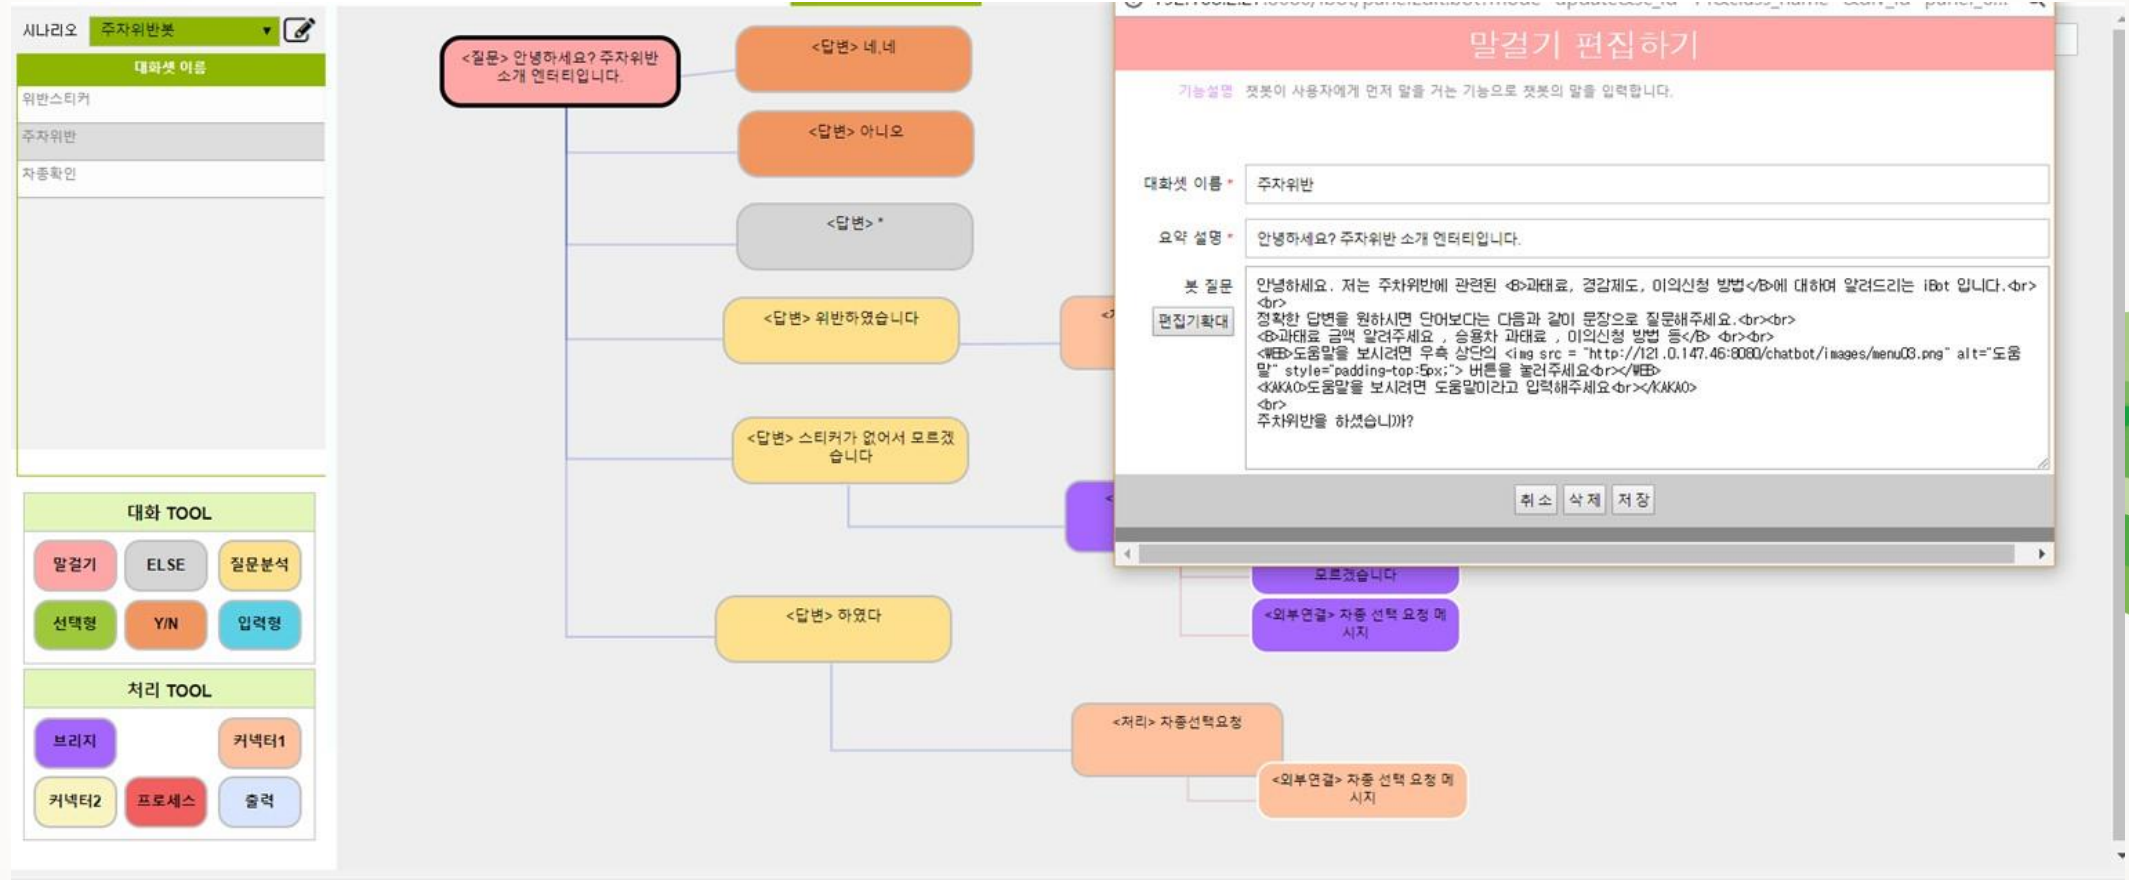 시나리오 주차위반봇
대화셋 이름
위반스티커
주차위반
차종확인
대화 TOOL
말걸기 ELSE 질문분석
선택형 Y/N 입력형
처리 TOOL
브리지 커넥터1
커넥터2 프로세스 출력
<질문> 안녕하세요? 주차위반
소개 엔터티입니다.
<답변> 네,네
<답변> 아니오
<답변> *
<답변> 위반하였습니다
<답변> 스티커가 없어서 모르겠
습니다
<답변> 하였다
모르겠습니다
<외부연결> 차종 선택 요청 메
시지
<처리> 차종선택요청
<외부연결> 차종 선택 요청 메
시지
말걸기 편집하기
기능설명 챗봇이 사용자에게 먼저 말을 거는 기능으로 챗봇의 말을 입력합니다.
대화셋 이름 * 주차위반
요약 설명 * 안녕하세요? 주차위반 소개 엔터티입니다.
봇 질문
편집기확대
안녕하세요. 저는 주차위반에 관련된 <B>과태료, 경감제도, 이의신청 방법</B>에 대하여 알려드리는 iBot 입니다.<br>
<br>
정확한 답변을 원하시면 단어보다는 다음과 같이 문장으로 질문해주세요.<br><br>
<B>과태료 금액 알려주세요 , 승용차 과태료 , 이의신청 방법 등</B> <br><br>
<WEB>도움말을 보시려면 우측 상단의 <img src = "http://121.0.147.46:8080/chatbot/images/menu03.png" alt="도움
말" style="padding-top:5px;"> 버튼을 눌러주세요<br></WEB>
<KAKAO>도움말을 보시려면 도움말이라고 입력해주세요<br></KAKAO>
<br>
주차위반을 하셨습니까?
취소 삭제 저장